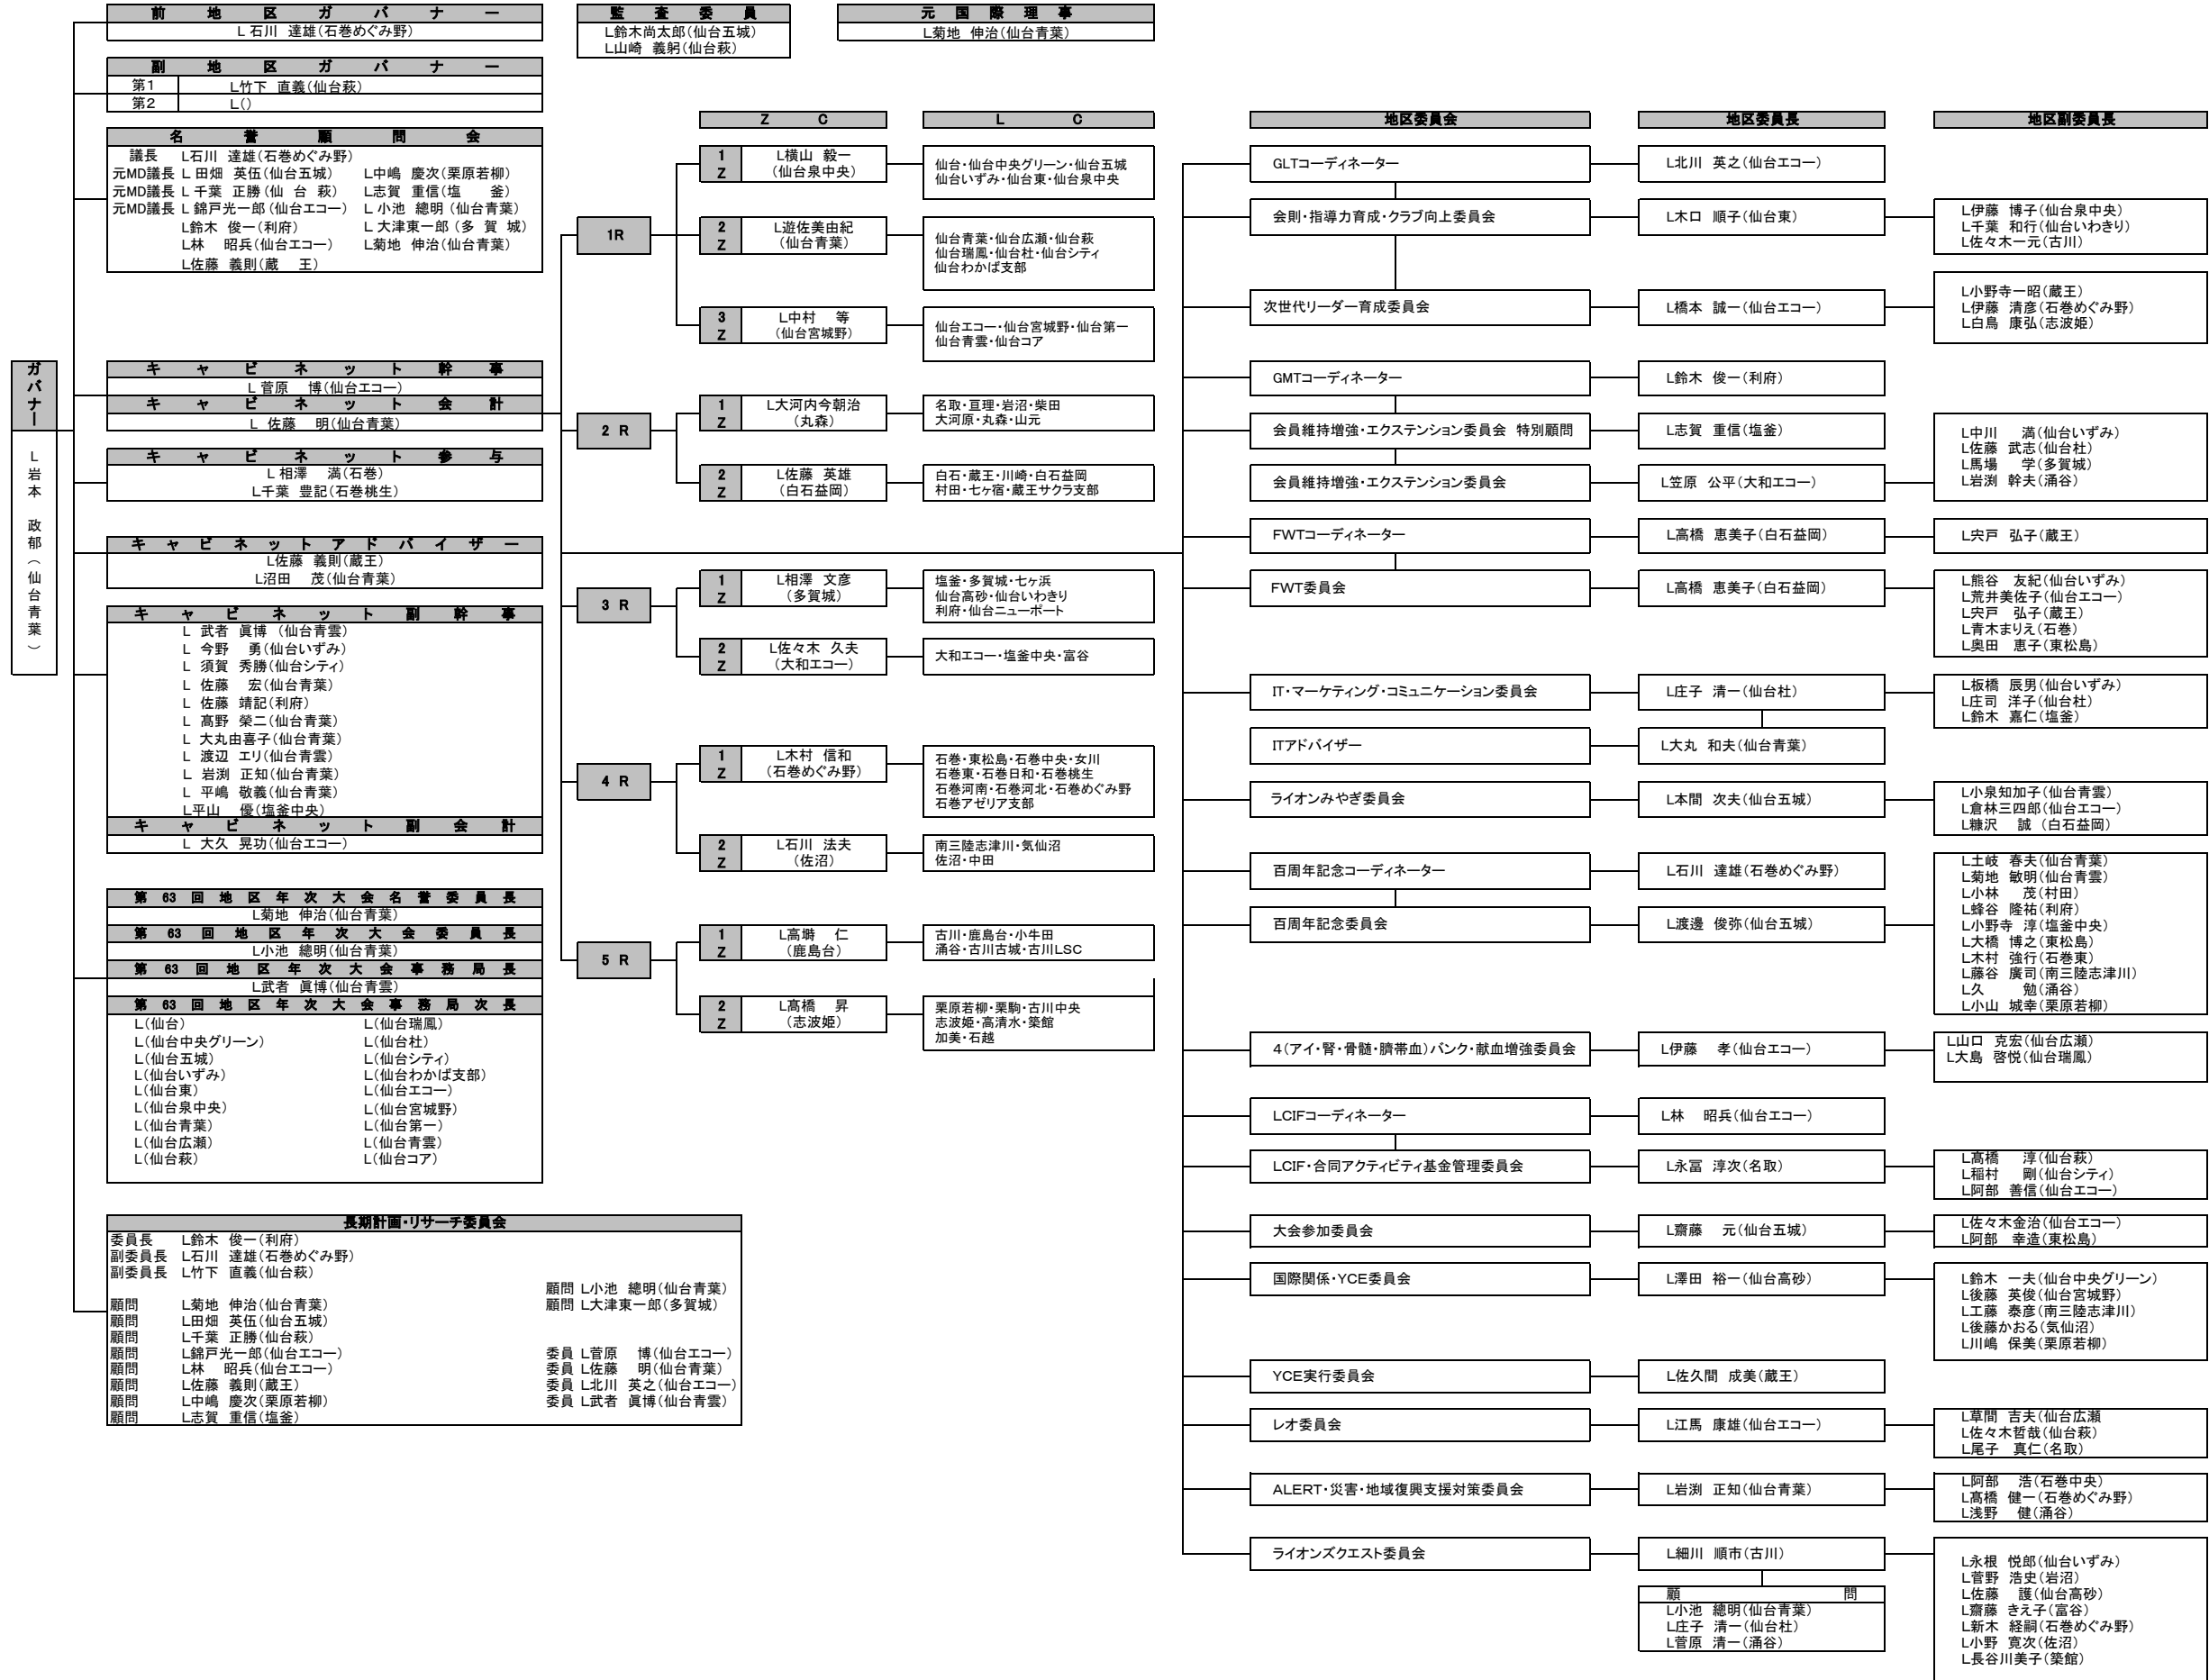 前地区ガバナー
L 石川 達雄(石巻めぐみ野)
監査委員
L鈴木尚太郎(仙台五城)
L山崎 義躬(仙台萩)
元国際理事
L菊地 伸治(仙台青葉)
副地区ガバナー
第1 L竹下 直義(仙台萩)
第2 L()
名誉顧問会
議長 L石川 達雄(石巻めぐみ野)
元MD議長 L 田畑 英伍(仙台五城) L中嶋 慶次(栗原若柳)
元MD議長 L 千葉 正勝(仙 台 萩) L志賀 重信(塩 釜)
元MD議長 L 錦戸光一郎(仙台エコー) L 小池 總明(仙台青葉)
L鈴木 俊一(利府) L 大津東一郎(多 賀 城)
L林 昭兵(仙台エコー) L菊地 伸治(仙台青葉)
L佐藤 義則(蔵 王)
ガバナー
L岩本 政郁(仙台青葉)
キャビネット幹事
L 菅原 博(仙台エコー)
キャビネット会計
L 佐藤 明(仙台青葉)
キャビネット参与
L 相澤 満(石巻)
L千葉 豊記(石巻桃生)
キャビネットアドバイザー
L佐藤 義則(蔵王)
L沼田 茂(仙台青葉)
キャビネット副幹事
L 武者 眞博 (仙台青雲)
L 今野 勇(仙台いずみ)
L 須賀 秀勝(仙台シティ)
L 佐藤 宏(仙台青葉)
L 佐藤 靖記(利府)
L 髙野 榮二(仙台青葉)
L 大丸由喜子(仙台青葉)
L 渡辺 エリ(仙台青雲)
L 岩渕 正知(仙台青葉)
L 平嶋 敬義(仙台青葉)
L平山 優(塩釜中央)
キャビネット副会計
L 大久 晃功(仙台エコー)
第63回地区年次大会名誉委員長
L菊地 伸治(仙台青葉)
第63回地区年次大会委員長
L小池 總明(仙台青葉)
第63回地区年次大会事務局長
L武者 眞博(仙台青雲)
第63回地区年次大会事務局次長
L(仙台) L(仙台瑞鳳)
L(仙台中央グリーン) L(仙台杜)
L(仙台五城) L(仙台シティ)
L(仙台いずみ) L(仙台わかば支部)
L(仙台東) L(仙台エコー)
L(仙台泉中央) L(仙台宮城野)
L(仙台青葉) L(仙台第一)
L(仙台広瀬) L(仙台青雲)
L(仙台萩) L(仙台コア)
長期計画・リサーチ委員会
委員長 L鈴木 俊一(利府)
副委員長 L石川 達雄(石巻めぐみ野)
副委員長 L竹下 直義(仙台萩)
顧問 L小池 總明(仙台青葉)
顧問 L菊地 伸治(仙台青葉) 顧問 L大津東一郎(多賀城)
顧問 L田畑 英伍(仙台五城)
顧問 L千葉 正勝(仙台萩)
顧問 L錦戸光一郎(仙台エコー) 委員 L菅原 博(仙台エコー)
顧問 L林 昭兵(仙台エコー) 委員 L佐藤 明(仙台青葉)
顧問 L佐藤 義則(蔵王) 委員 L北川 英之(仙台エコー)
顧問 L中嶋 慶次(栗原若柳) 委員 L武者 眞博(仙台青雲)
顧問 L志賀 重信(塩釜)
Z C
L C
1R
1 Z
L横山 毅一
(仙台泉中央)
仙台・仙台中央グリーン・仙台五城
仙台いずみ・仙台東・仙台泉中央
2 Z
L遊佐美由紀
(仙台青葉)
仙台青葉・仙台広瀬・仙台萩
仙台瑞鳳・仙台杜・仙台シティ
仙台わかば支部
3 Z
L中村 等
(仙台宮城野)
仙台エコー・仙台宮城野・仙台第一
仙台青雲・仙台コア
2 R
1 Z
L大河内今朝治
(丸森)
名取・亘理・岩沼・柴田
大河原・丸森・山元
2 Z
L佐藤 英雄
(白石益岡)
白石・蔵王・川崎・白石益岡
村田・七ヶ宿・蔵王サクラ支部
3 R
1 Z
L相澤 文彦
(多賀城)
塩釜・多賀城・七ヶ浜
仙台高砂・仙台いわきり
利府・仙台ニューポート
2 Z
L佐々木 久夫
(大和エコー)
大和エコー・塩釜中央・富谷
4 R
1 Z
L木村 信和
(石巻めぐみ野)
石巻・東松島・石巻中央・女川
石巻東・石巻日和・石巻桃生
石巻河南・石巻河北・石巻めぐみ野
石巻アゼリア支部
2 Z
L石川 法夫
(佐沼)
南三陸志津川・気仙沼
佐沼・中田
5 R
1 Z
L高塒 仁
(鹿島台)
古川・鹿島台・小牛田
涌谷・古川古城・古川LSC
2 Z
L髙橋 昇
(志波姫)
栗原若柳・栗駒・古川中央
志波姫・高清水・築館
加美・石越
地区委員会
地区委員長
地区副委員長
GLTコーディネーター
L北川 英之(仙台エコー)
会則・指導力育成・クラブ向上委員会
L木口 順子(仙台東)
L伊藤 博子(仙台泉中央)
L千葉 和行(仙台いわきり)
L佐々木一元(古川)
次世代リーダー育成委員会
L橋本 誠一(仙台エコー)
L小野寺一昭(蔵王)
L伊藤 清彦(石巻めぐみ野)
L白鳥 康弘(志波姫)
GMTコーディネーター
L鈴木 俊一(利府)
会員維持増強・エクステンション委員会 特別顧問
L志賀 重信(塩釜)
会員維持増強・エクステンション委員会
L笠原 公平(大和エコー)
L中川 満(仙台いずみ)
L佐藤 武志(仙台杜)
L馬場 学(多賀城)
L岩渕 幹夫(涌谷)
FWTコーディネーター
L高橋 恵美子(白石益岡)
L宍戸 弘子(蔵王)
FWT委員会
L高橋 恵美子(白石益岡)
L熊谷 友紀(仙台いずみ)
L荒井美佐子(仙台エコー)
L宍戸 弘子(蔵王)
L青木まりえ(石巻)
L奥田 恵子(東松島)
IT・マーケティング・コミュニケーション委員会
L庄子 清一(仙台杜)
L板橋 辰男(仙台いずみ)
L庄司 洋子(仙台杜)
L鈴木 嘉仁(塩釜)
ITアドバイザー
L大丸 和夫(仙台青葉)
ライオンみやぎ委員会
L本間 次夫(仙台五城)
L小泉知加子(仙台青雲)
L倉林三四郎(仙台エコー)
L糠沢 誠 (白石益岡)
百周年記念コーディネーター
L石川 達雄(石巻めぐみ野)
百周年記念委員会
L渡邊 俊弥(仙台五城)
L土岐 春夫(仙台青葉)
L菊地 敏明(仙台青雲)
L小林 茂(村田)
L蜂谷 隆祐(利府)
L小野寺 淳(塩釜中央)
L大橋 博之(東松島)
L木村 強行(石巻東)
L藤谷 廣司(南三陸志津川)
L久 勉(涌谷)
L小山 城幸(栗原若柳)
4(アイ・腎・骨髄・臍帯血)バンク・献血増強委員会
L伊藤 孝(仙台エコー)
L山口 克宏(仙台広瀬)
L大島 啓悦(仙台瑞鳳)
LCIFコーディネーター
L林 昭兵(仙台エコー)
LCIF・合同アクティビティ基金管理委員会
L永冨 淳次(名取)
L髙橋 淳(仙台萩)
L稲村 剛(仙台シティ)
L阿部 善信(仙台エコー)
大会参加委員会
L齋藤 元(仙台五城)
L佐々木金治(仙台エコー)
L阿部 幸造(東松島)
国際関係・YCE委員会
L澤田 裕一(仙台高砂)
L鈴木 一夫(仙台中央グリーン)
L後藤 英俊(仙台宮城野)
L工藤 泰彦(南三陸志津川)
L後藤かおる(気仙沼)
L川嶋 保美(栗原若柳)
YCE実行委員会
L佐久間 成美(蔵王)
レオ委員会
L江馬 康雄(仙台エコー)
L草間 吉夫(仙台広瀬
L佐々木哲哉(仙台萩)
L尾子 真仁(名取)
ALERT・災害・地域復興支援対策委員会
L岩渕 正知(仙台青葉)
L阿部 浩(石巻中央)
L髙橋 健一(石巻めぐみ野)
L浅野 健(涌谷)
ライオンズクエスト委員会
L細川 順市(古川)
顧 問
L小池 總明(仙台青葉)
L庄子 清一(仙台杜)
L菅原 清一(涌谷)
L永根 悦郎(仙台いずみ)
L菅野 浩史(岩沼)
L佐藤 護(仙台高砂)
L齋藤 きえ子(富谷)
L新木 経嗣(石巻めぐみ野)
L小野 寛次(佐沼)
L長谷川美子(築館)